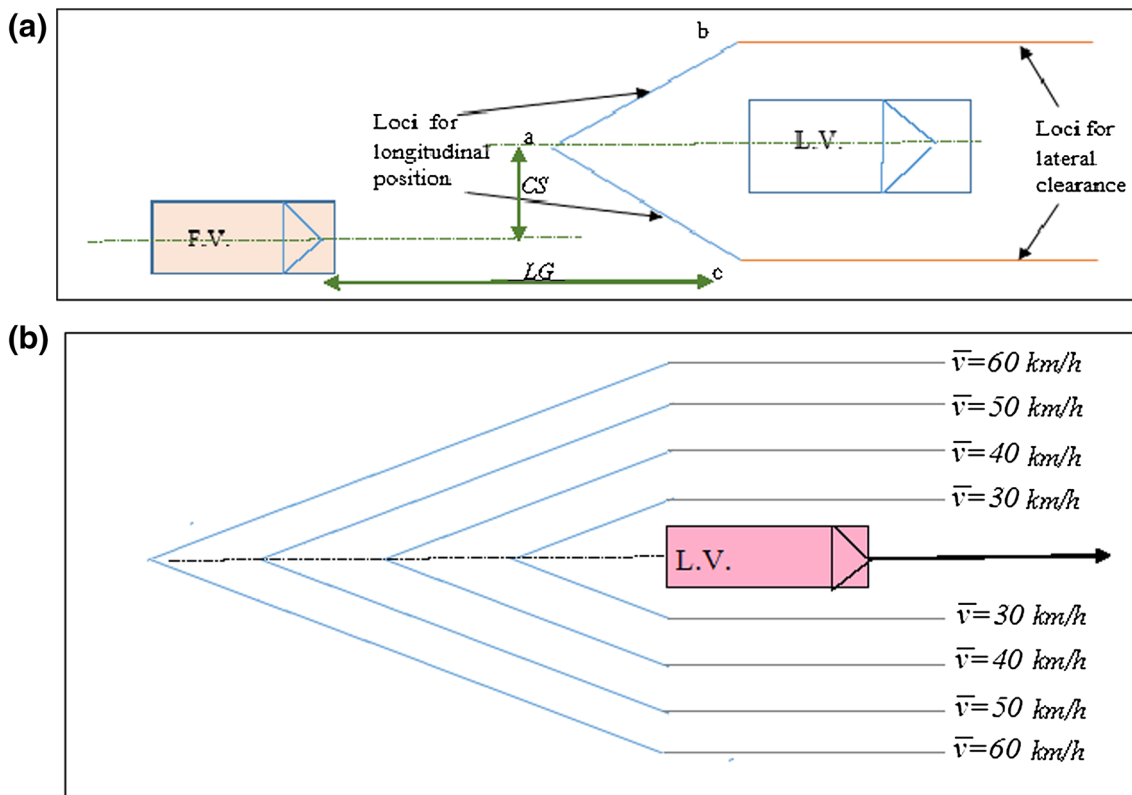 (a)
b
Loci for
longitudinal
position
a
CS
L.V.
Loci for
lateral
clearance
F.V.
LG
c
(b)
v̅=60 km/h
v̅=50 km/h
v̅=40 km/h
v̅=30 km/h
L.V.
v̅=30 km/h
v̅=40 km/h
v̅=50 km/h
v̅=60 km/h